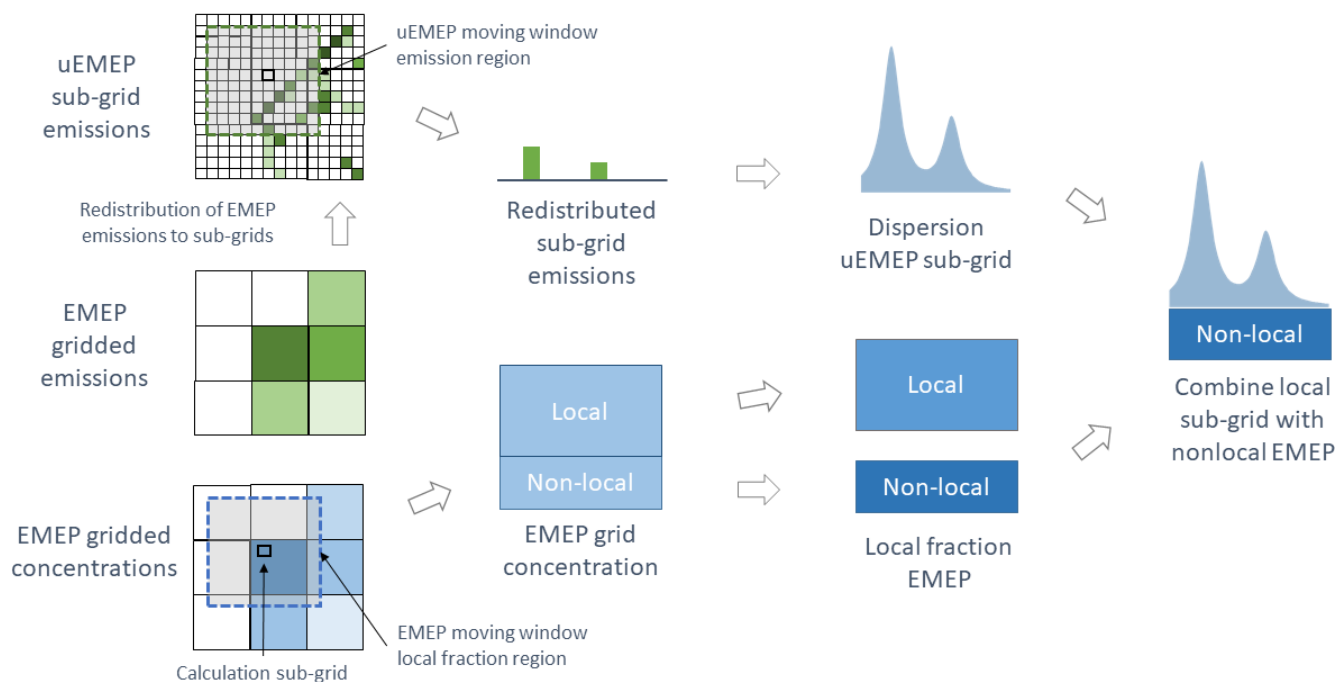 uEMEP
sub-grid
emissions
uEMEP moving window
emission region
Redistribution of EMEP
emissions to sub-grids
Redistributed
sub-grid
emissions
Dispersion
uEMEP sub-grid
EMEP
gridded
emissions
Local
Non-local
EMEP grid
concentration
Local
Non-local
Local fraction
EMEP
Non-local
Combine local
sub-grid with
nonlocal EMEP
EMEP gridded
concentrations
EMEP moving window
local fraction region
Calculation sub-grid